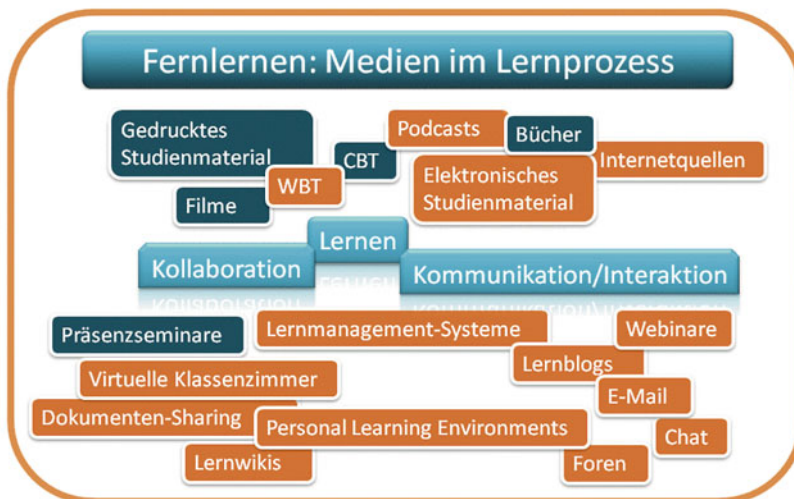 Fernlernen: Medien im Lernprozess
Gedrucktes
Studienmaterial
Podcasts
Bücher
CBT
Internetquellen
WBT
Elektronisches
Studienmaterial
Filme
Lernen
Kollaboration
Kommunikation/Interaktion
Präsenzseminare
Lernmanagement-Systeme
Webinare
Lernblogs
Virtuelle Klassenzimmer
E-Mail
Dokumenten-Sharing
Personal Learning Environments
Chat
Lernwikis
Foren